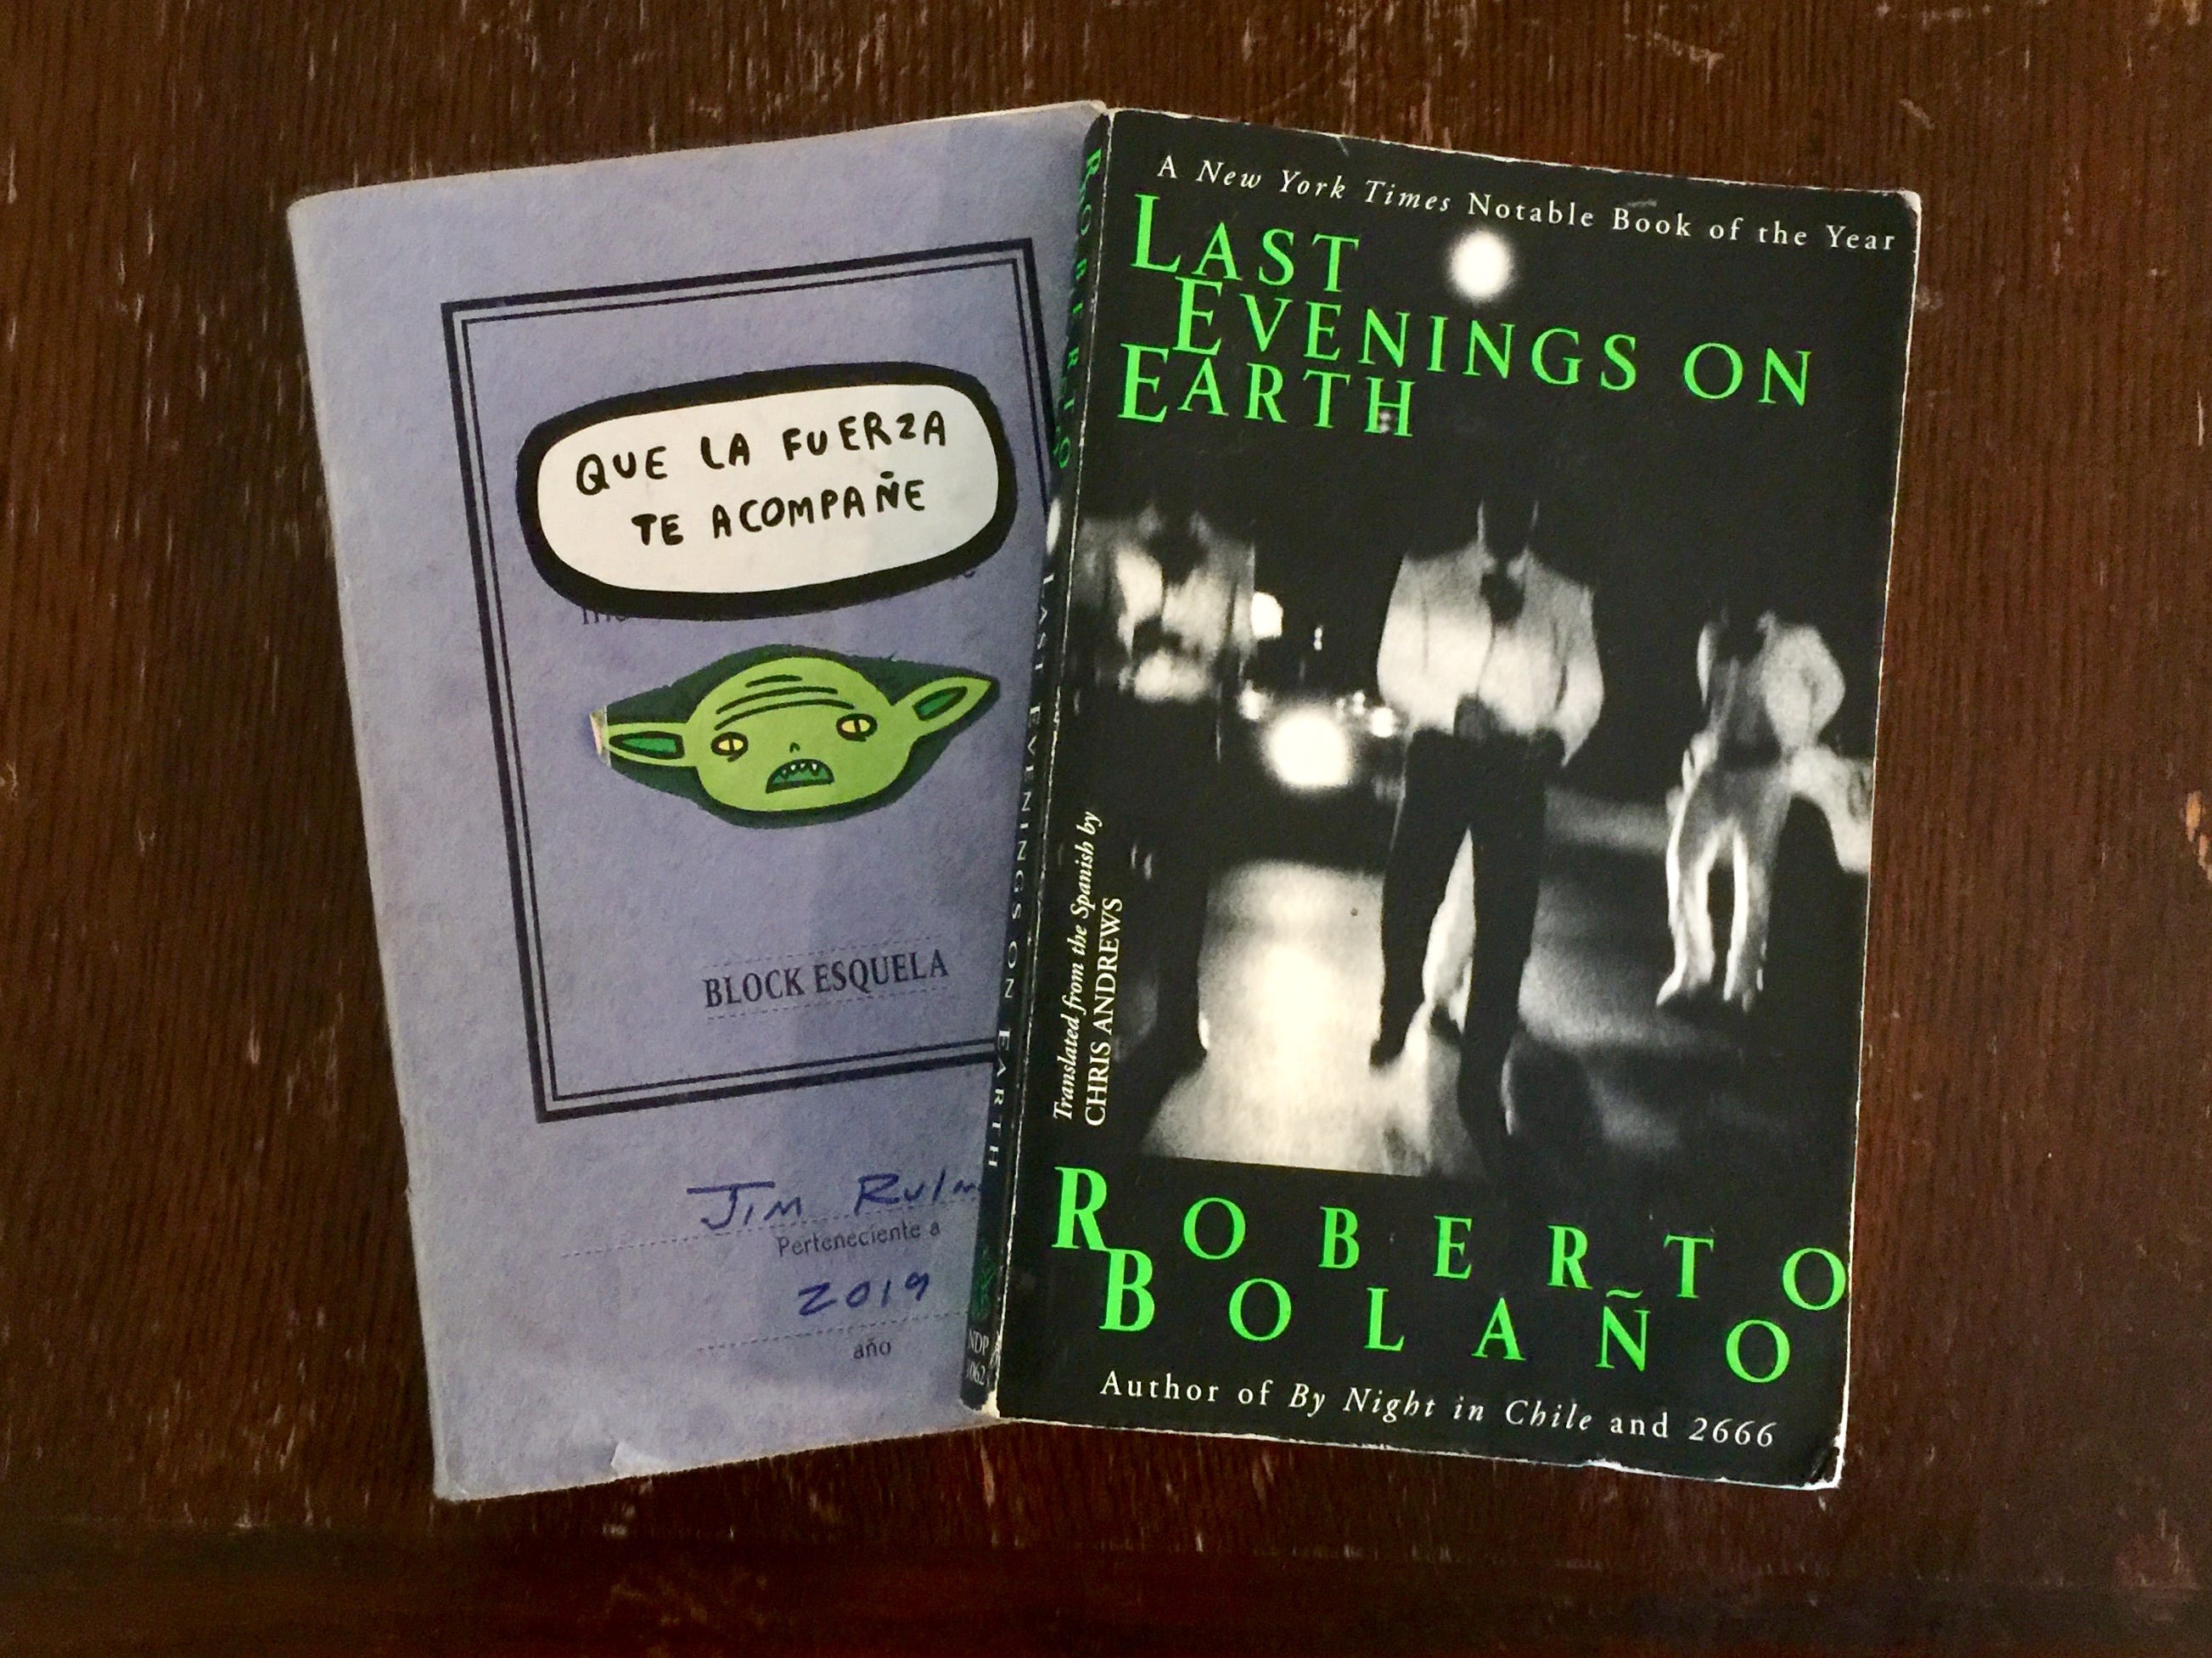 QUE LA FUERZA
TE ACOMPAÑE
BLOCK ESQUELA
JIM
Perteneciente a
2019
año
ROBERTO
LAST EVENINGS ON EARTH
NDP
1062
A New York Times Notable Book of the Year
LAST
EVENINGS ON
EARTH
Translated from the Spanish by
CHRIS ANDREWS
ROBERTO
BOLAÑO
Author of By Night in Chile and 2666